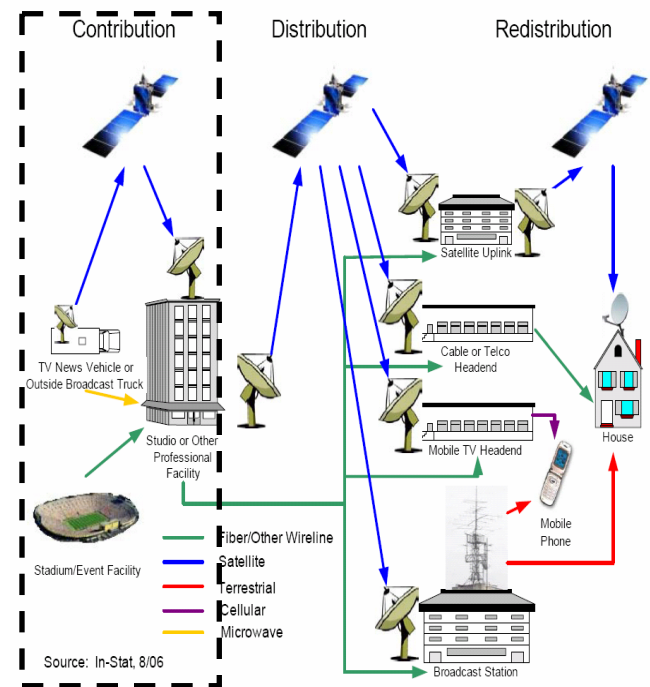 Contribution
Distribution
Redistribution
Satellite Uplink
TV News Vehicle or
Outside Broadcast Truck
Cable or Telco
Headend
Studio or Other
Professional
Facility
Mobile TV Headend
House
Mobile
Phone
Stadium/Event Facility
Fiber/Other Wireline
Satellite
Terrestrial
Cellular
Microwave
Source: In-Stat, 8/06
Broadcast Station